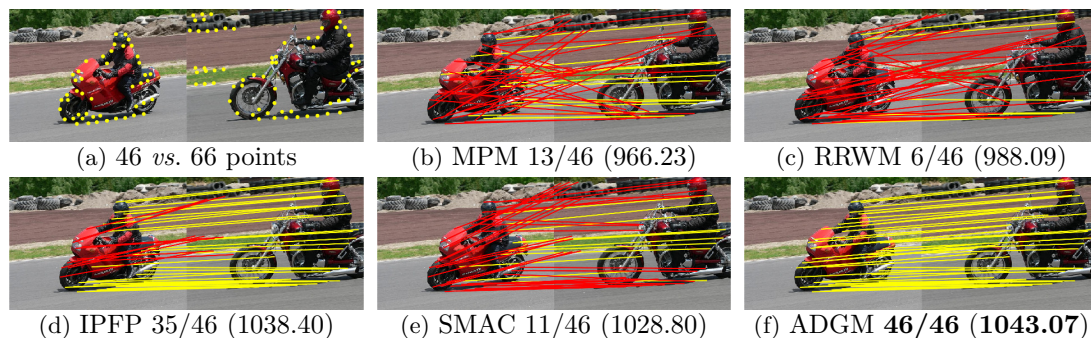 (a) 46 vs. 66 points
(b) MPM 13/46 (966.23)
(c) RRWM 6/46 (988.09)
(d) IPFP 35/46 (1038.40)
(e) SMAC 11/46 (1028.80)
(f) ADGM 46/46 (1043.07)